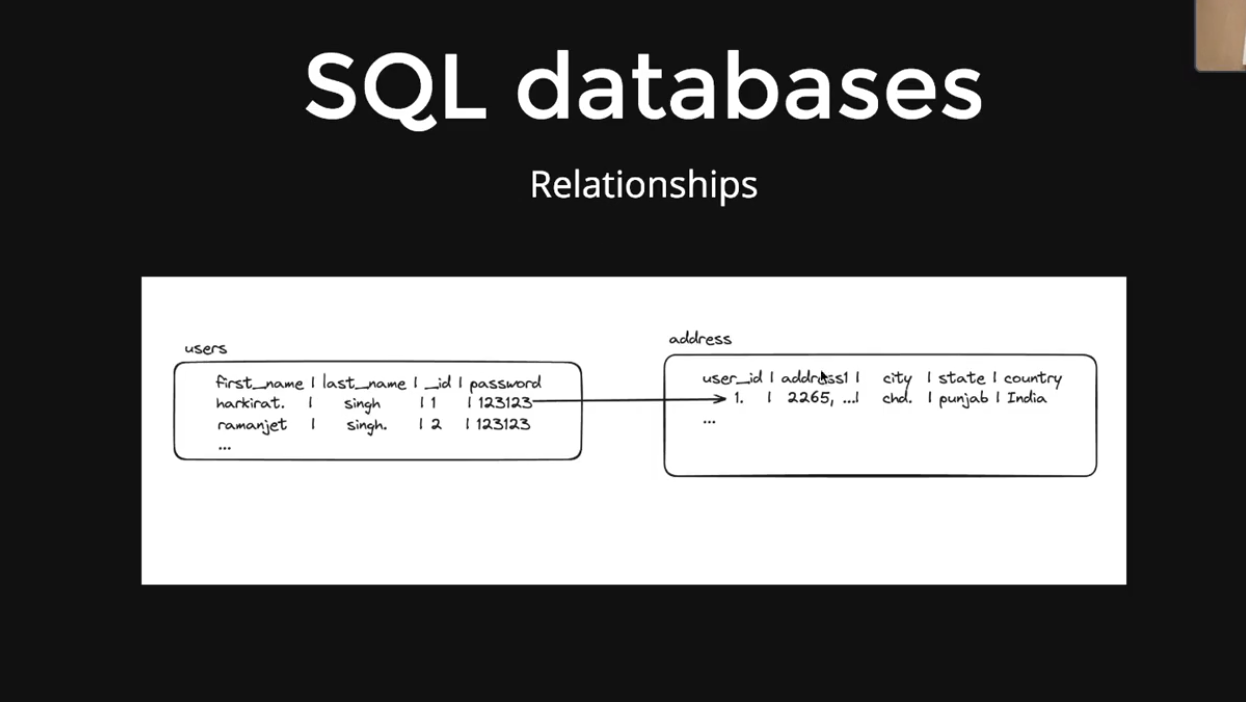 SQL databases
Relationships
users
first_name | last_name | _id | password
harkirat. | singh | 1 | 123123
ramanjet | singh. | 2 | 123123
...
address
user_id | address1 | city | state | country
1. | 2265, ...| chd. | punjab | India
...